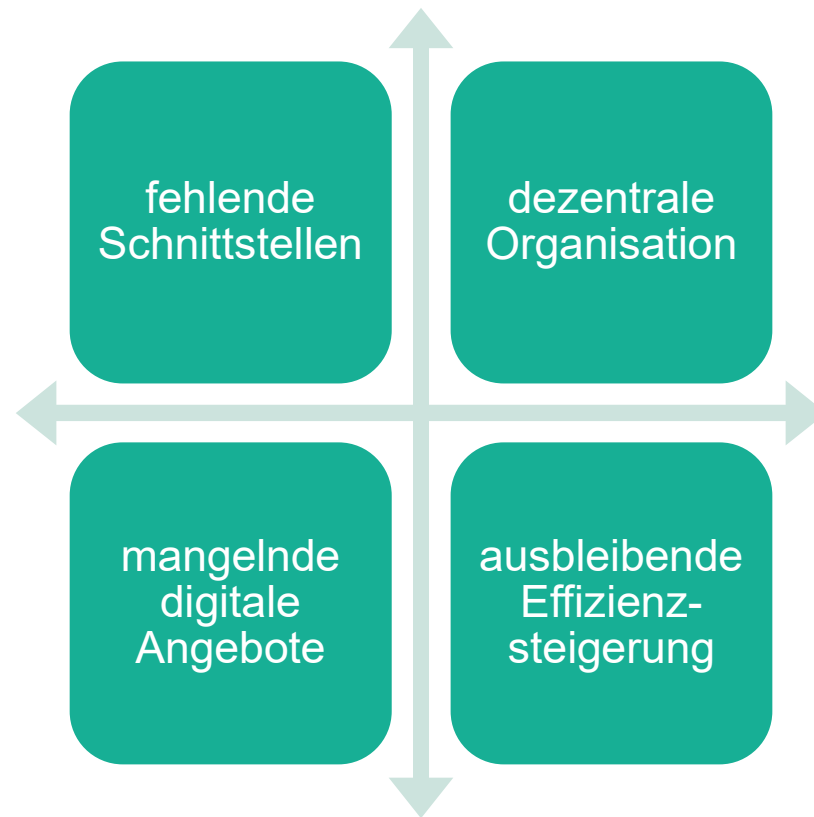 fehlende
Schnittstellen
dezentrale
Organisation
mangelnde
digitale
Angebote
ausbleibende
Effizienz-
steigerung